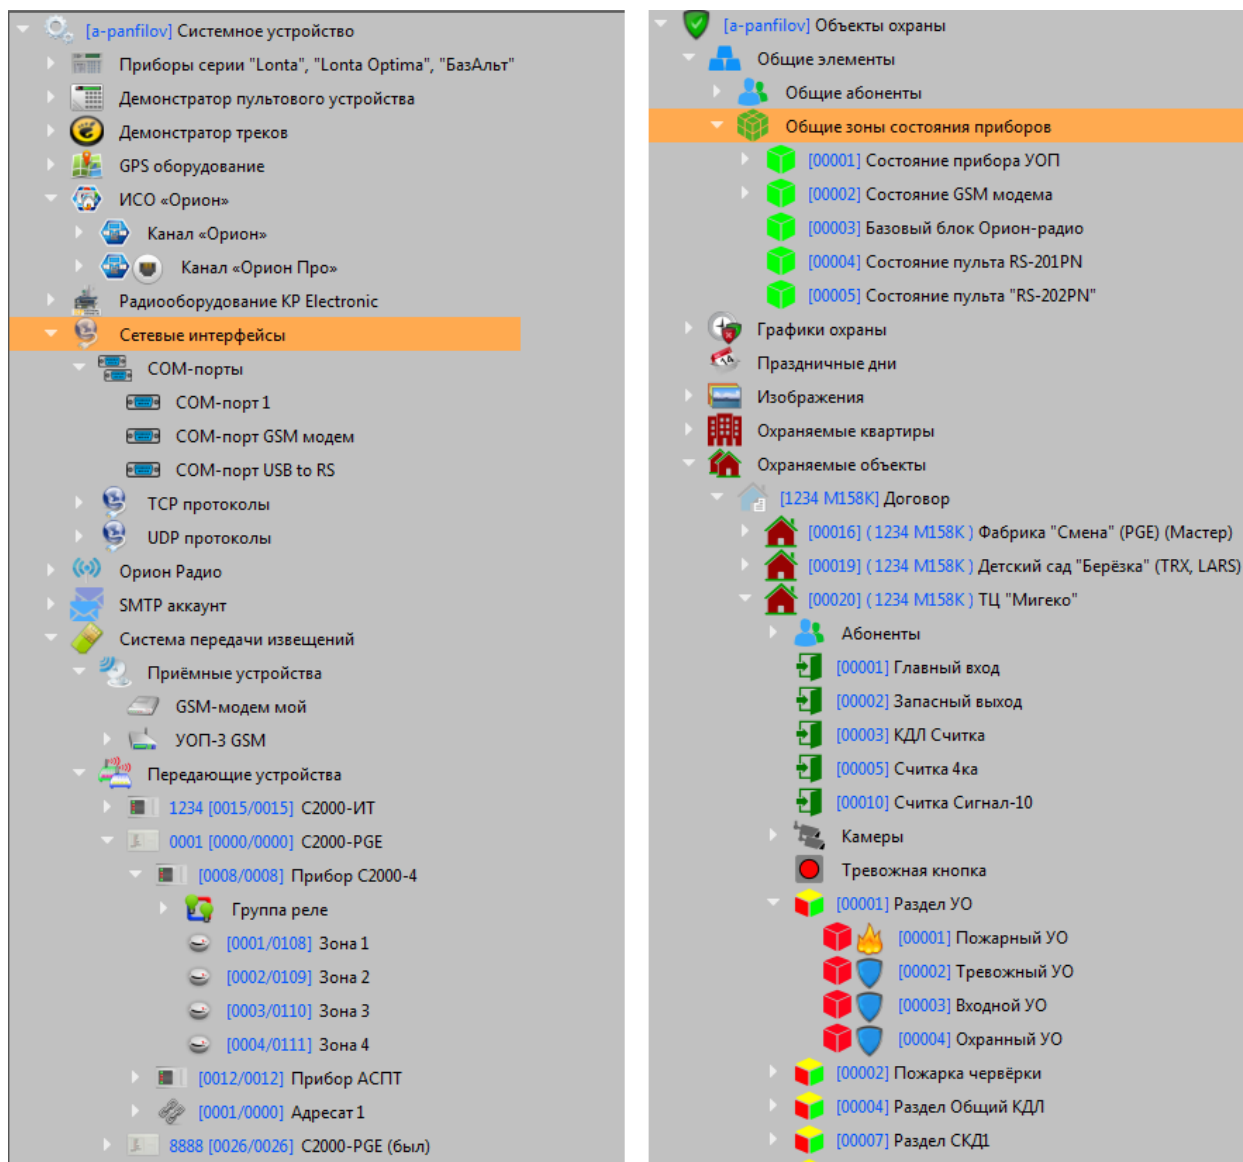 [a-panfilov] Системное устройство
Приборы серии "Lonta", "Lonta Optima", "БазАльт"
Демонстратор пультового устройства
Демонстратор треков
GPS оборудование
ИСО «Орион»
Канал «Орион»
Канал «Орион Про»
Радиооборудование KP Electronic
Сетевые интерфейсы
COM-порты
COM-порт 1
COM-порт GSM модем
COM-порт USB to RS
TCP протоколы
UDP протоколы
Орион Радио
SMTP аккаунт
Система передачи извещений
Приёмные устройства
GSM-модем мой
УОП-3 GSM
Передающие устройства
1234 [0015/0015] С2000-ИТ
0001 [0000/0000] С2000-PGE
[0008/0008] Прибор С2000-4
Группа реле
[0001/0108] Зона 1
[0002/0109] Зона 2
[0003/0110] Зона 3
[0004/0111] Зона 4
[0012/0012] Прибор АСПТ
[0001/0000] Адресат 1
8888 [0026/0026] С2000-PGE (был)
[a-panfilov] Объекты охраны
Общие элементы
Общие абоненты
Общие зоны состояния приборов
[00001] Состояние прибора УОП
[00002] Состояние GSM модема
[00003] Базовый блок Орион-радио
[00004] Состояние пульта RS-201PN
[00005] Состояние пульта "RS-202PN"
Графики охраны
Праздничные дни
Изображения
Охраняемые квартиры
Охраняемые объекты
[1234 М158К] Договор
[00016] ( 1234 М158К ) Фабрика "Смена" (PGE) (Мастер)
[00019] ( 1234 М158К ) Детский сад "Берёзка" (TRX, LARS)
[00020] ( 1234 М158К ) ТЦ "Мигеко"
Абоненты
[00001] Главный вход
[00002] Запасный выход
[00003] КДЛ Считка
[00005] Считка 4ка
[00010] Считка Сигнал-10
Камеры
Тревожная кнопка
[00001] Раздел УО
[00001] Пожарный УО
[00002] Тревожный УО
[00003] Входной УО
[00004] Охранный УО
[00002] Пожарка червёрки
[00004] Раздел Общий КДЛ
[00007] Раздел СКД1